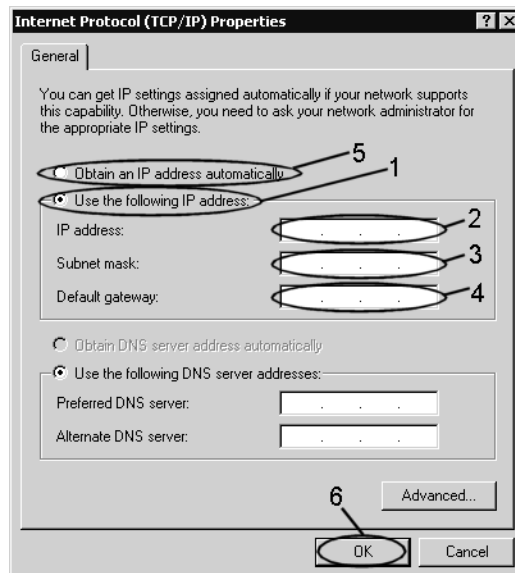 Internet Protocol (TCP/IP) Properties ? X
General
You can get IP settings assigned automatically if your network supports
this capability. Otherwise, you need to ask your network administrator for
the appropriate IP settings.
5
Obtain an IP address automatically
1
Use the following IP address:
IP address: . . . 2
Subnet mask: . . . 3
Default gateway: . . . 4
Obtain DNS server address automatically
Use the following DNS server addresses:
Preferred DNS server: . . .
Alternate DNS server: . . .
Advanced...
6
OK Cancel